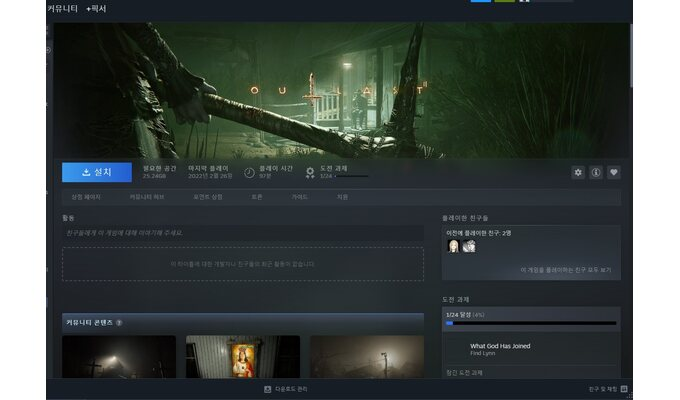 커뮤니티 +픽서
OUTLAST II
설치
필요한 공간 마지막 플레이 플레이 시간 도전 과제
25.24GB 2022년 2월 26일 97분 1/24
상점 페이지 커뮤니티 허브 포인트 상점 토론 가이드 지원
활동 플레이한 친구들
친구들에게 이 게임에 대해 이야기해 주세요.
이전에 플레이한 친구: 2명
이 타이틀에 대한 개발자나 친구들의 최근 활동이 없습니다
이 게임을 플레이하는 친구 모두 보기
도전 과제
커뮤니티 콘텐츠 ?
1/24 달성 (4%)
What God Has Joined
Find Lynn
잠긴 도전 과제
다운로드 관리 친구 및 채팅